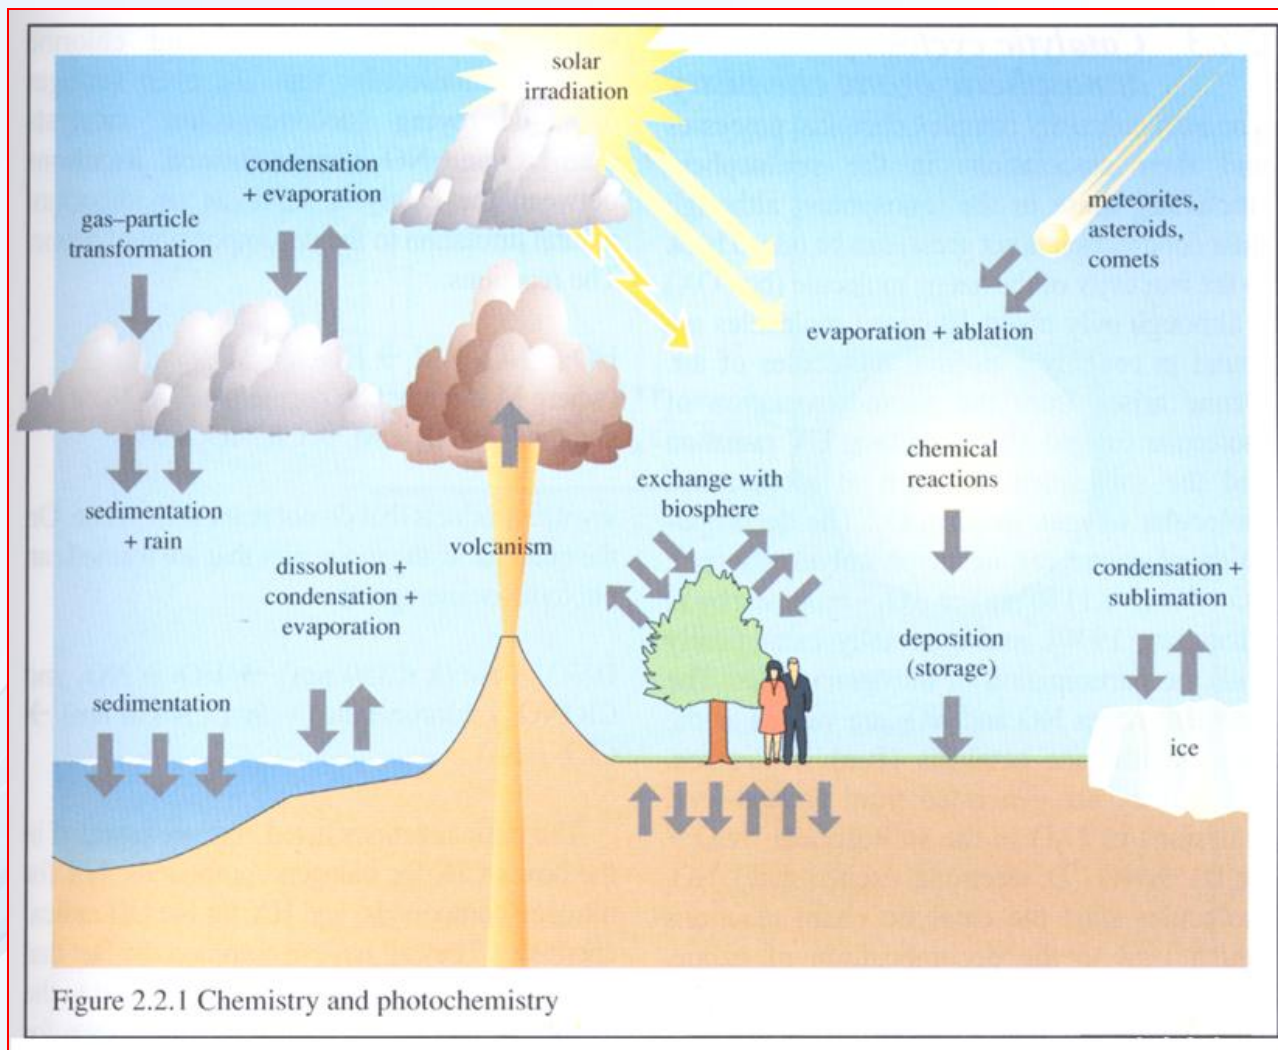 solar
irradiation
condensation
+ evaporation
gas–particle
transformation
meteorites,
asteroids,
comets
evaporation + ablation
chemical
reactions
exchange with
biosphere
sedimentation
+ rain
volcanism
dissolution +
condensation +
evaporation
condensation +
sublimation
deposition
(storage)
sedimentation
ice
Figure 2.2.1 Chemistry and photochemistry